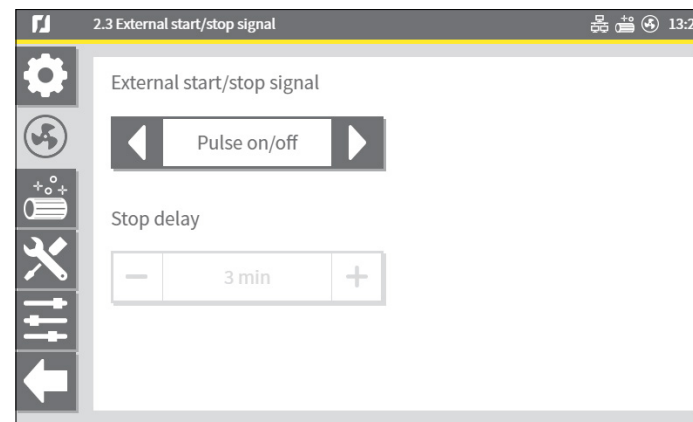 2.3 External start/stop signal 13:2
External start/stop signal
Pulse on/off
Stop delay
3 min